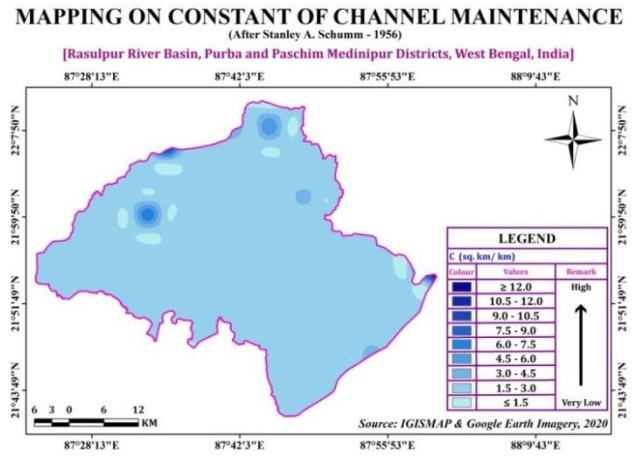 MAPPING ON CONSTANT OF CHANNEL MAINTENANCE
(After Stanley A. Schumm - 1956)
[Rasulpur River Basin, Purba and Paschim Medinipur Districts, West Bengal, India]
87°28'13"E 87°42'3"E 87°55'53"E 88°9'43"E
22°7'50"N
22°7'50"N
21°59'50"N
21°59'50"N
21°51'49"N
21°51'49"N
21°43'49"N
21°43'49"N
N
LEGEND
C (sq. km/ km)
Colour Values Remark
≥ 12.0 High
10.5 - 12.0
9.0 - 10.5
7.5 - 9.0
6.0 - 7.5
4.5 - 6.0
3.0 - 4.5
1.5 - 3.0
≤ 1.5 Very Low
6 3 0 6 12
KM
Source: IGISMAP & Google Earth Imagery, 2020
87°28'13"E 87°42'3"E 87°55'53"E 88°9'43"E